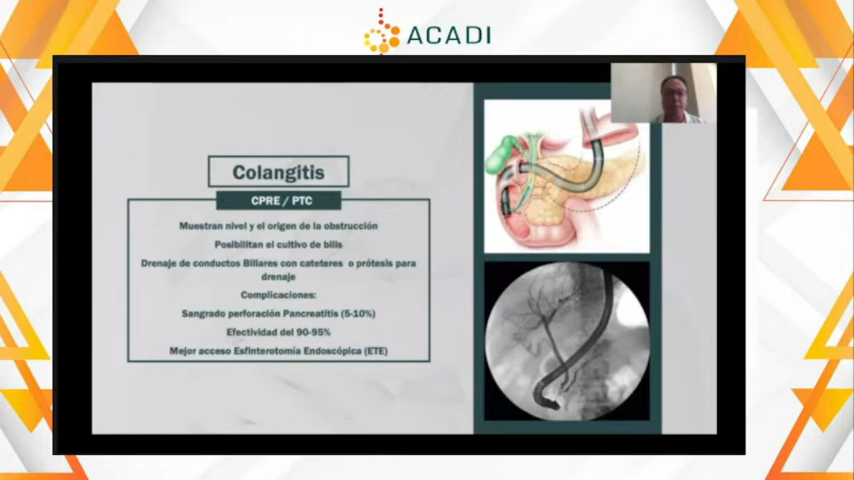 ACADI
Colangitis
CPRE / PTC
Muestran nivel y el origen de la obstrucción
Posibilitan el cultivo de bilis
Drenaje de conductos Biliares con cateteres o prótesis para
drenaje
Complicaciones:
Sangrado perforación Pancreatitis (5-10%)
Efectividad del 90-95%
Mejor acceso Esfinterotomía Endoscópica (ETE)